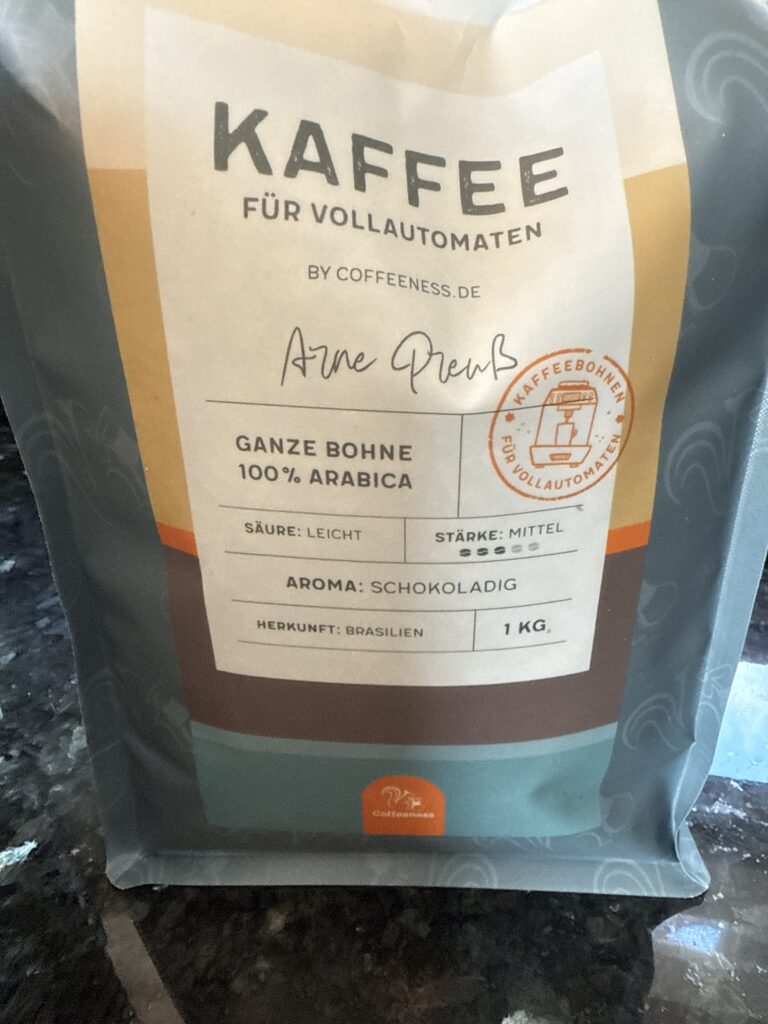 KAFFEE
FÜR VOLLAUTOMATEN
BY COFFEENESS.DE
Arne Preuß
KAFFEEBOHNEN
FÜR VOLLAUTOMATEN
GANZE BOHNE
100% ARABICA
SÄURE: LEICHT
STÄRKE: MITTEL
AROMA: SCHOKOLADIG
HERKUNFT: BRASILIEN
1 KG
Coffeeness